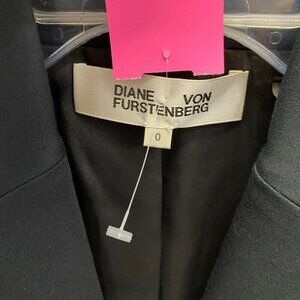 DIANE VON
FURSTENBERG
0